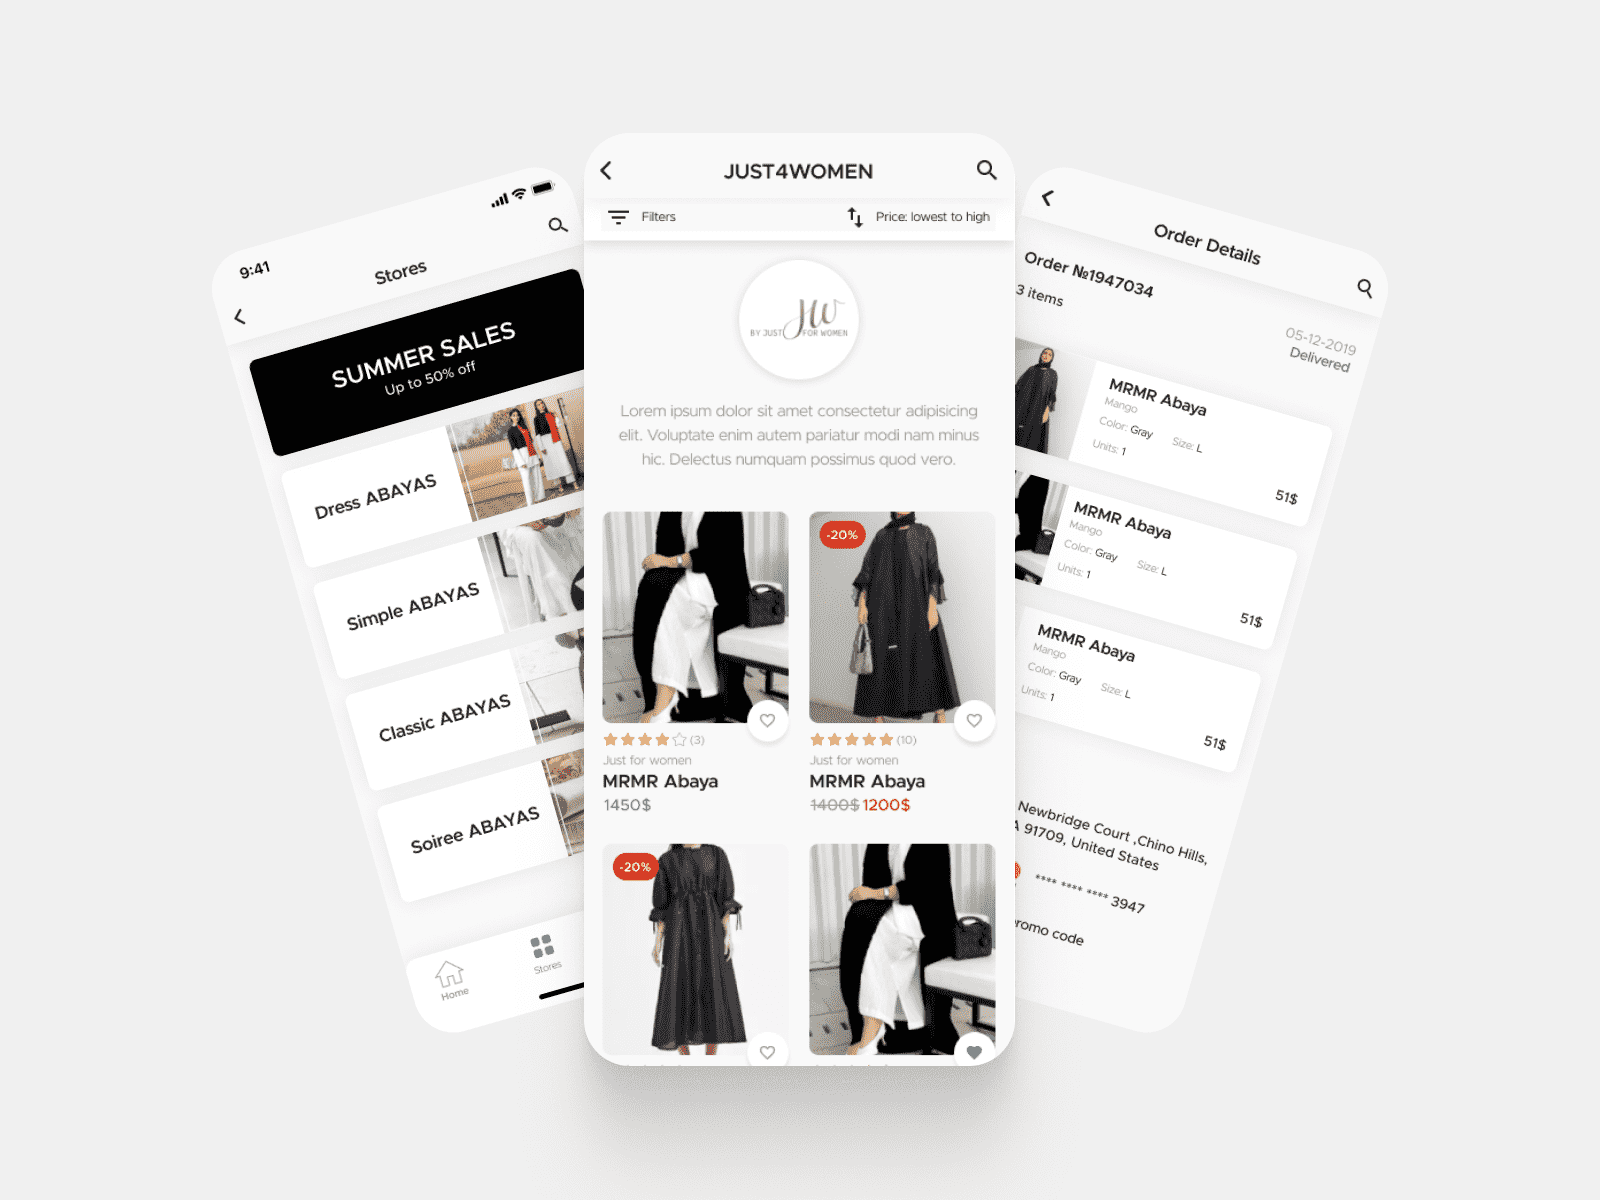 9:41
Stores
SUMMER SALES
Up to 50% off
Dress ABAYAS
Simple ABAYAS
Classic ABAYAS
Soiree ABAYAS
Home
Stores
JUST4WOMEN
Filters
Price: lowest to high
JW
BY JUST FOR WOMEN
Lorem ipsum dolor sit amet consectetur adipisicing
elit. Voluptate enim autem pariatur modi nam minus
hic. Delectus numquam possimus quod vero.
(3)
Just for women
MRMR Abaya
1450$
-20%
(10)
Just for women
MRMR Abaya
1400$ 1200$
-20%
Order Details
Order №1947034
3 items
05-12-2019
Delivered
MRMR Abaya
Mango
Color: Gray Size: L
Units: 1
51$
MRMR Abaya
Mango
Color: Gray Size: L
Units: 1
51$
MRMR Abaya
Mango
Color: Gray Size: L
Units: 1
51$
Newbridge Court ,Chino Hills,
A 91709, United States
**** **** **** 3947
romo code